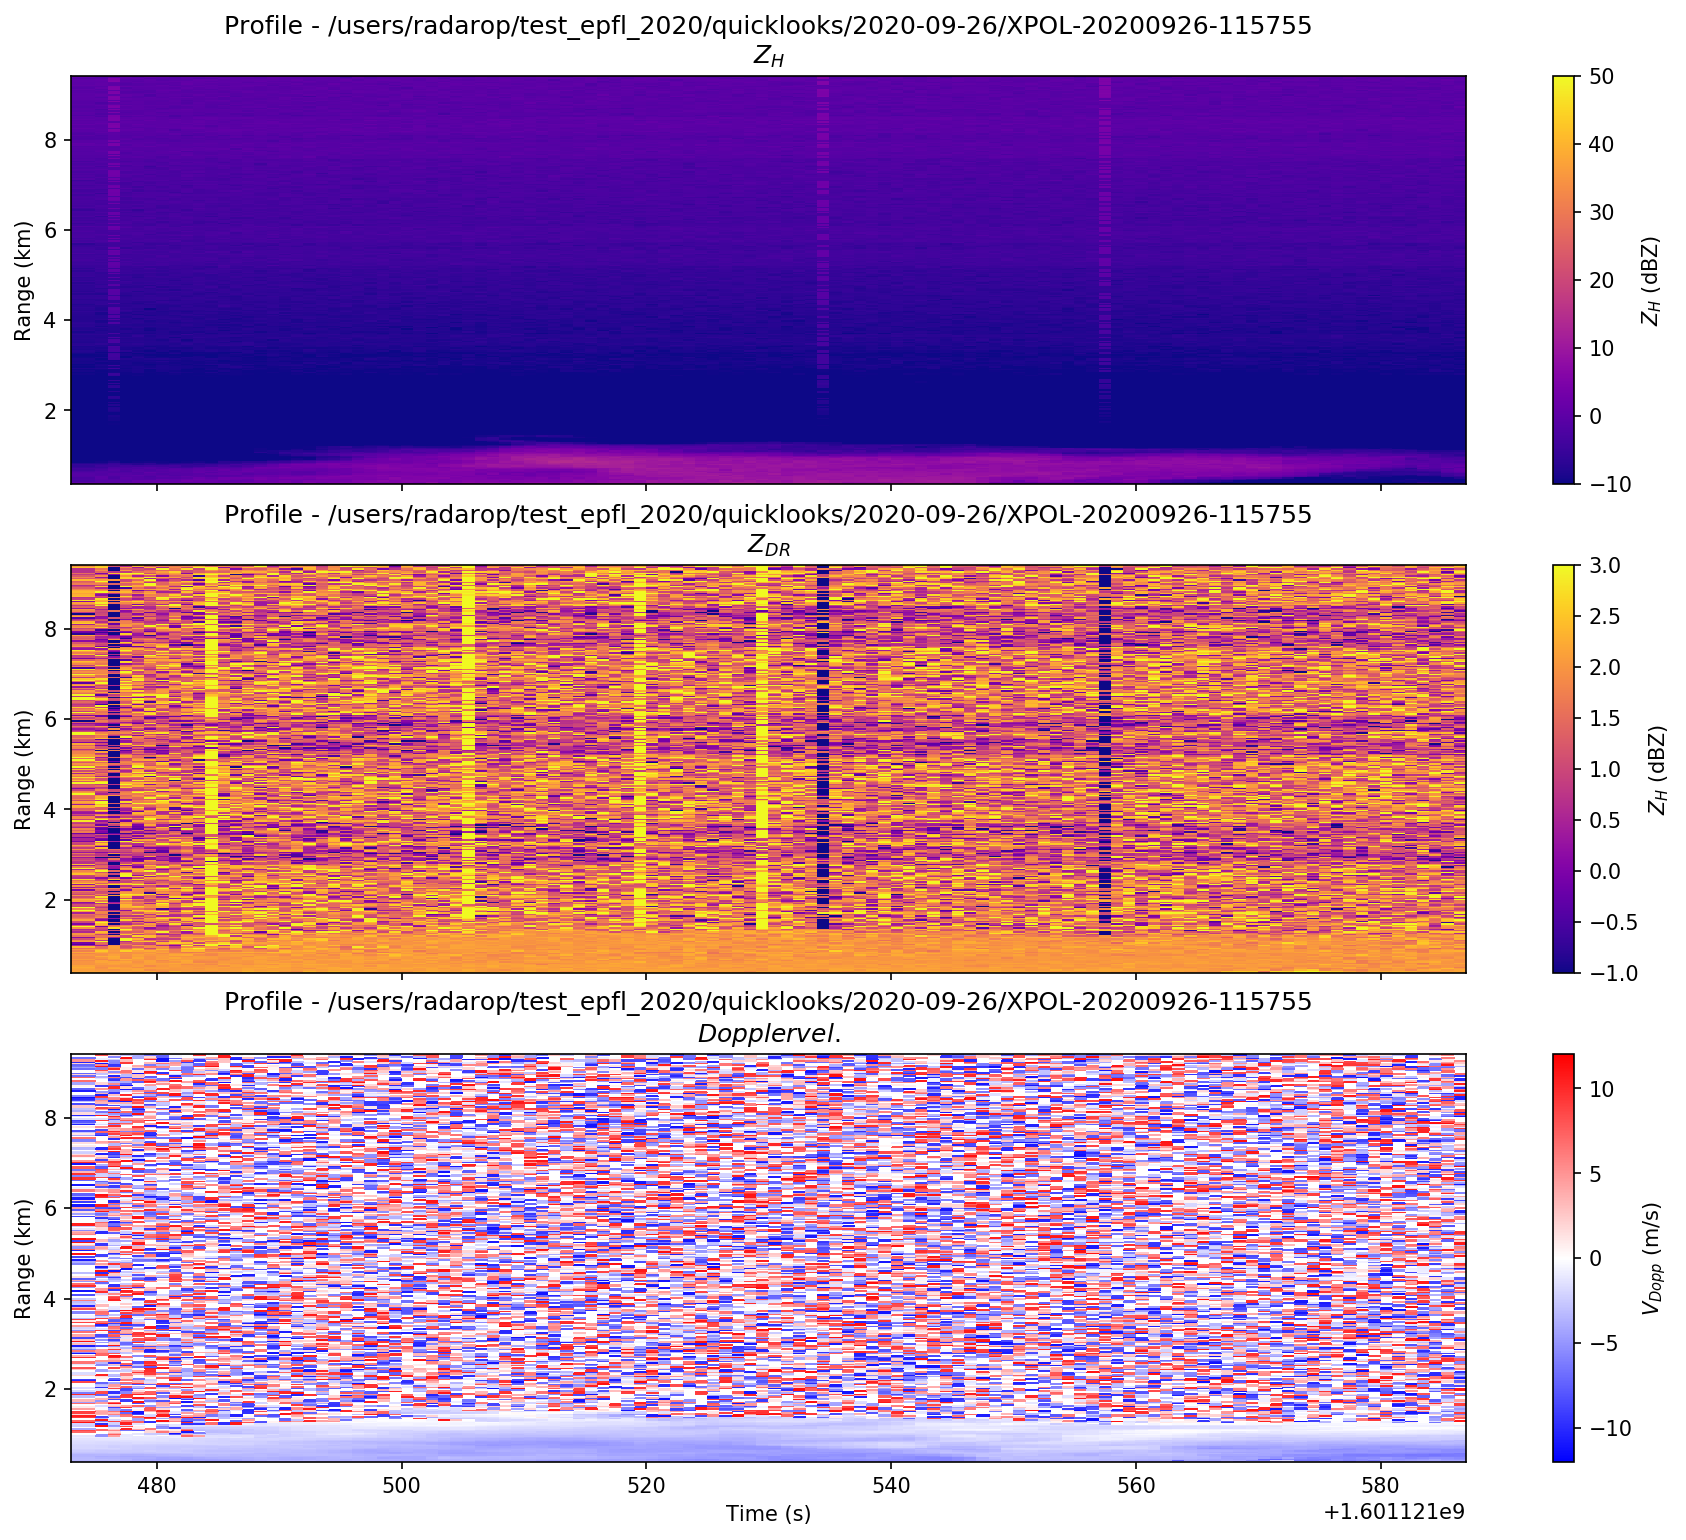 Profile - /users/radarop/test_epfl_2020/quicklooks/2020-09-26/XPOL-20200926-115755
Z_H
8
6
4
2
Range (km)
50
40
30
20
10
0
−10
Z_H (dBZ)
Profile - /users/radarop/test_epfl_2020/quicklooks/2020-09-26/XPOL-20200926-115755
Z_DR
8
6
4
2
Range (km)
3.0
2.5
2.0
1.5
1.0
0.5
0.0
−0.5
−1.0
Z_H (dBZ)
Profile - /users/radarop/test_epfl_2020/quicklooks/2020-09-26/XPOL-20200926-115755
Dopplervel.
8
6
4
2
Range (km)
10
5
0
−5
−10
V_Dopp (m/s)
480 500 520 540 560 580
Time (s)
+1.601121e9